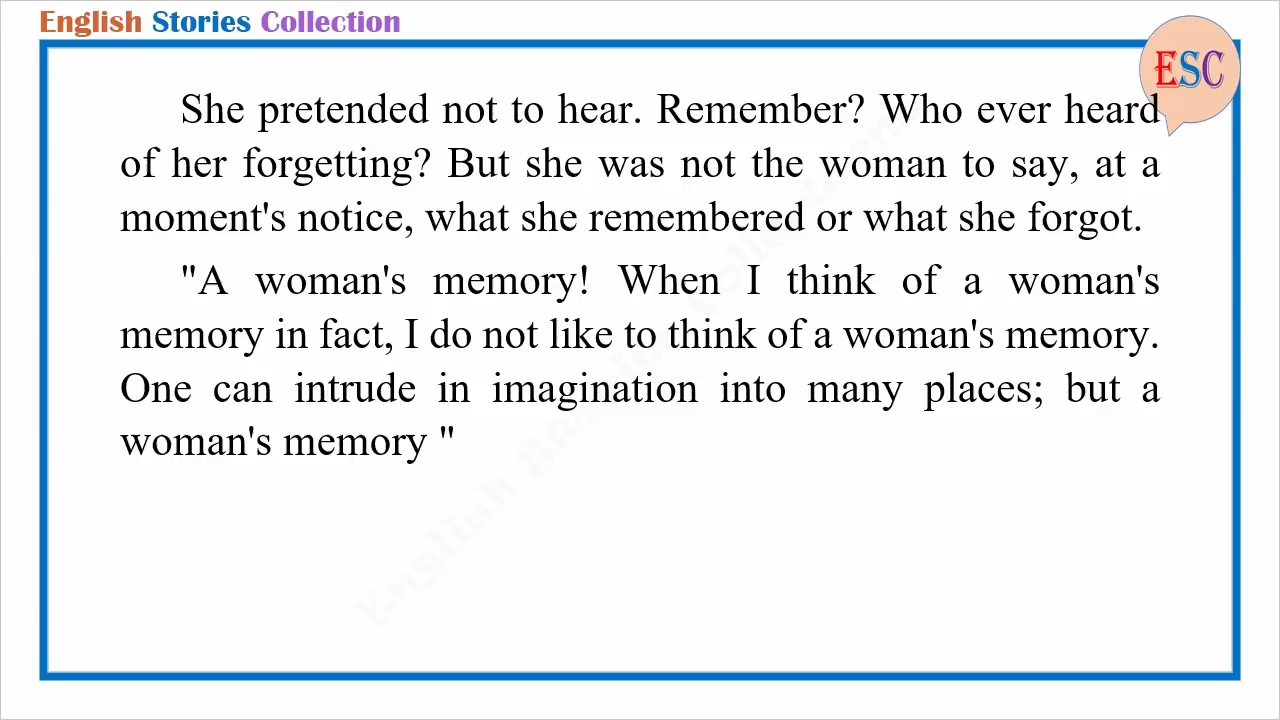 English Stories Collection
ESC
She pretended not to hear. Remember? Who ever heard
of her forgetting? But she was not the woman to say, at a
moment's notice, what she remembered or what she forgot.
"A woman's memory! When I think of a woman's
memory in fact, I do not like to think of a woman's memory.
One can intrude in imagination into many places; but a
woman's memory "
English Stories Collection